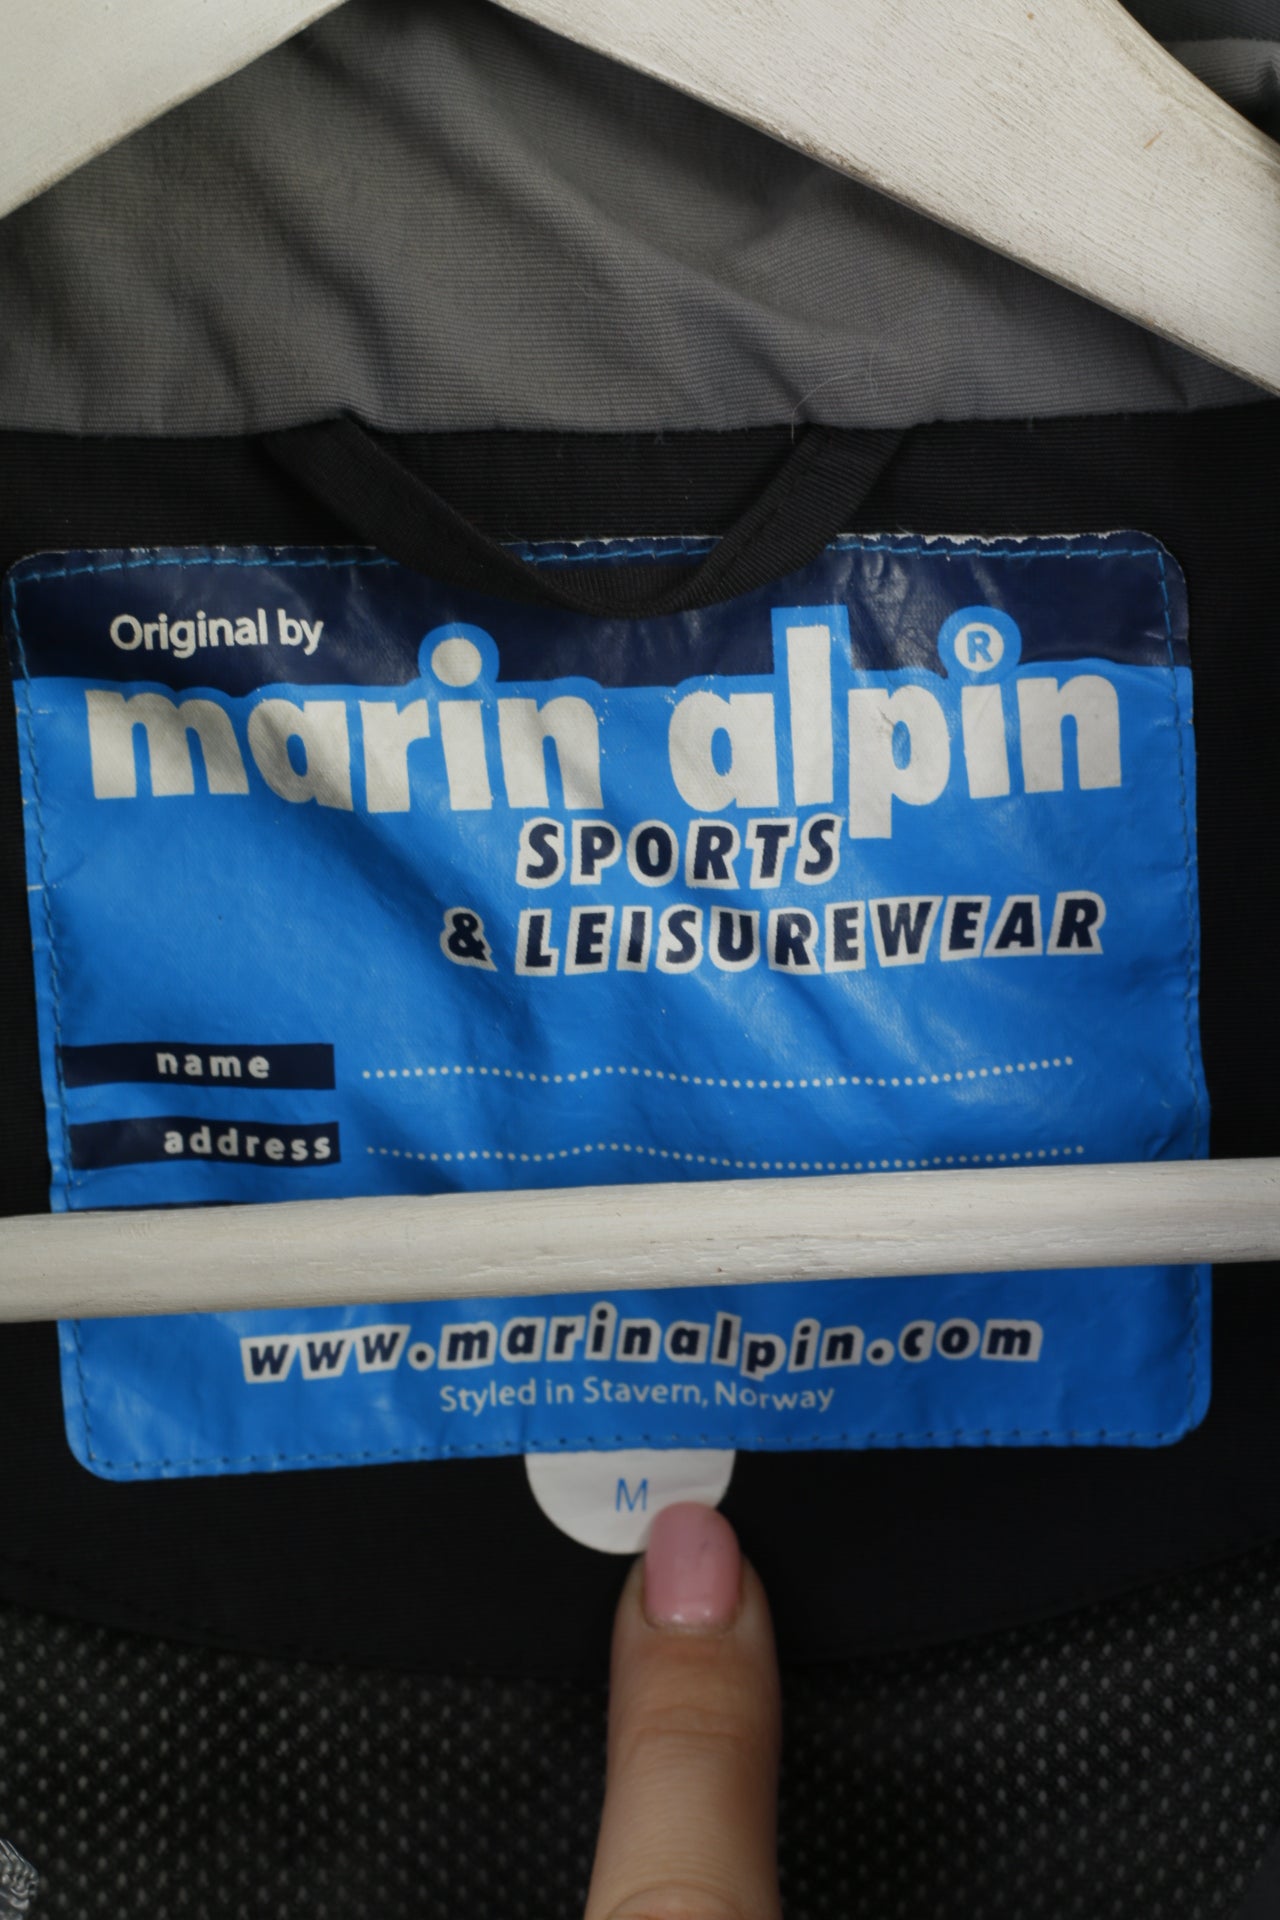 Original by
marin alpin®
SPORTS
& LEISUREWEAR
name
address
www.marinalpin.com
Styled in Stavern, Norway
M